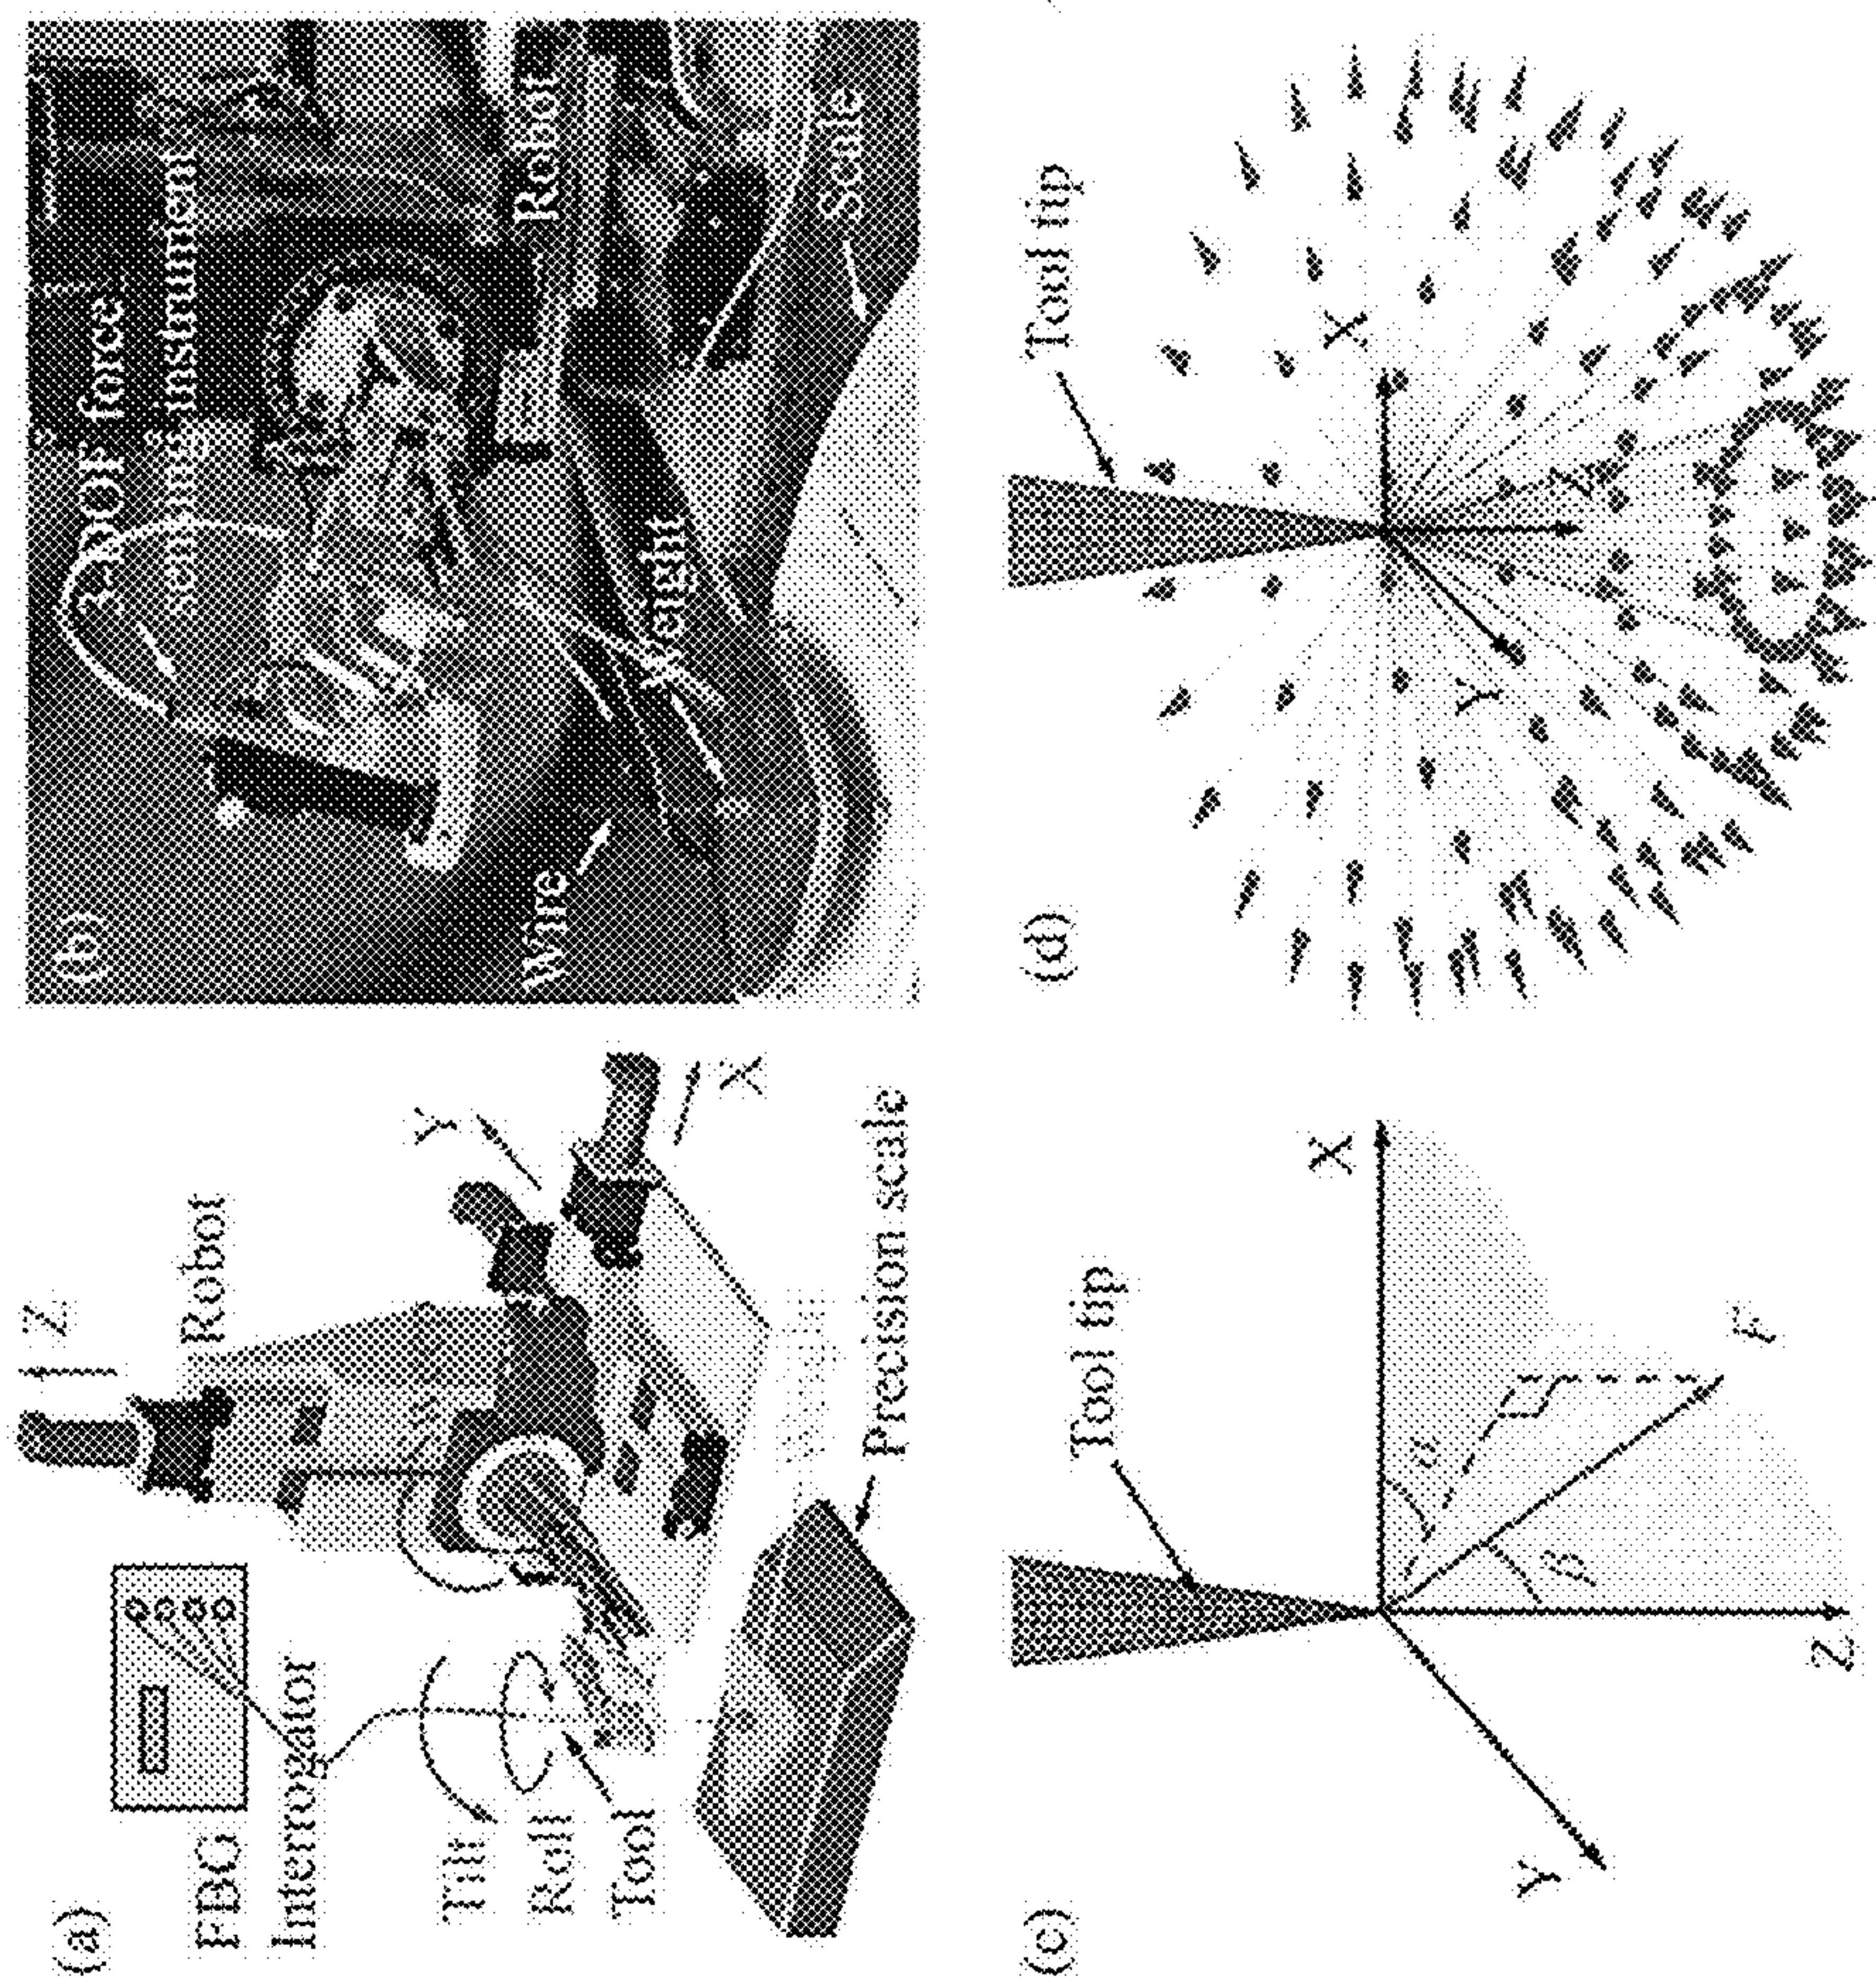 (a)
FBG
Interrogator
Tilt
Roll
Tool
Z
Robot
Y
X
Precision scale
(b)
3-DOF force
sensing instrument
Wire
Weight
Robot
Scale
(c)
Tool tip
X
Y
Z
F
α
β
(d)
Tool tip
X
Y
Z